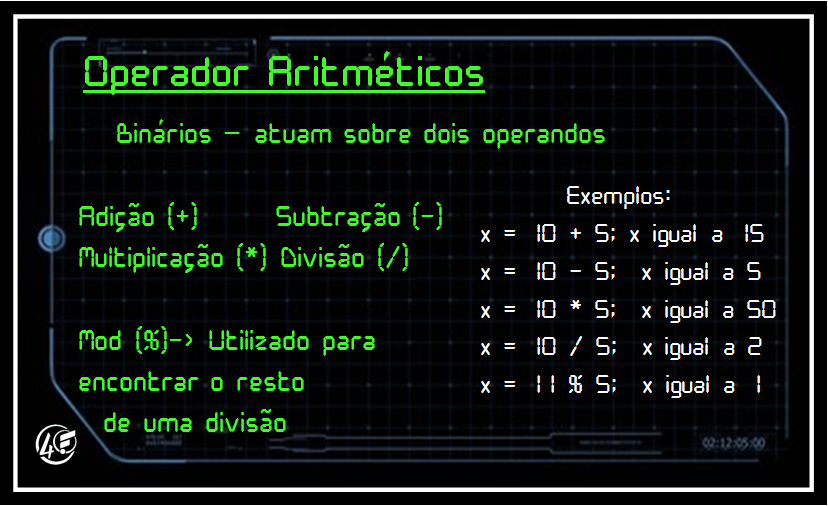 Operador Aritméticos
Binários – atuam sobre dois operandos
Adição (+) Subtração (-)
Multiplicação (*) Divisão (/)
Mod (%)-> Utilizado para
encontrar o resto
de uma divisão
Exemplos:
x = 10 + 5; x igual a 15
x = 10 - 5; x igual a 5
x = 10 * 5; x igual a 50
x = 10 / 5; x igual a 2
x = 11 % 5; x igual a 1
4F
02:12:05:00